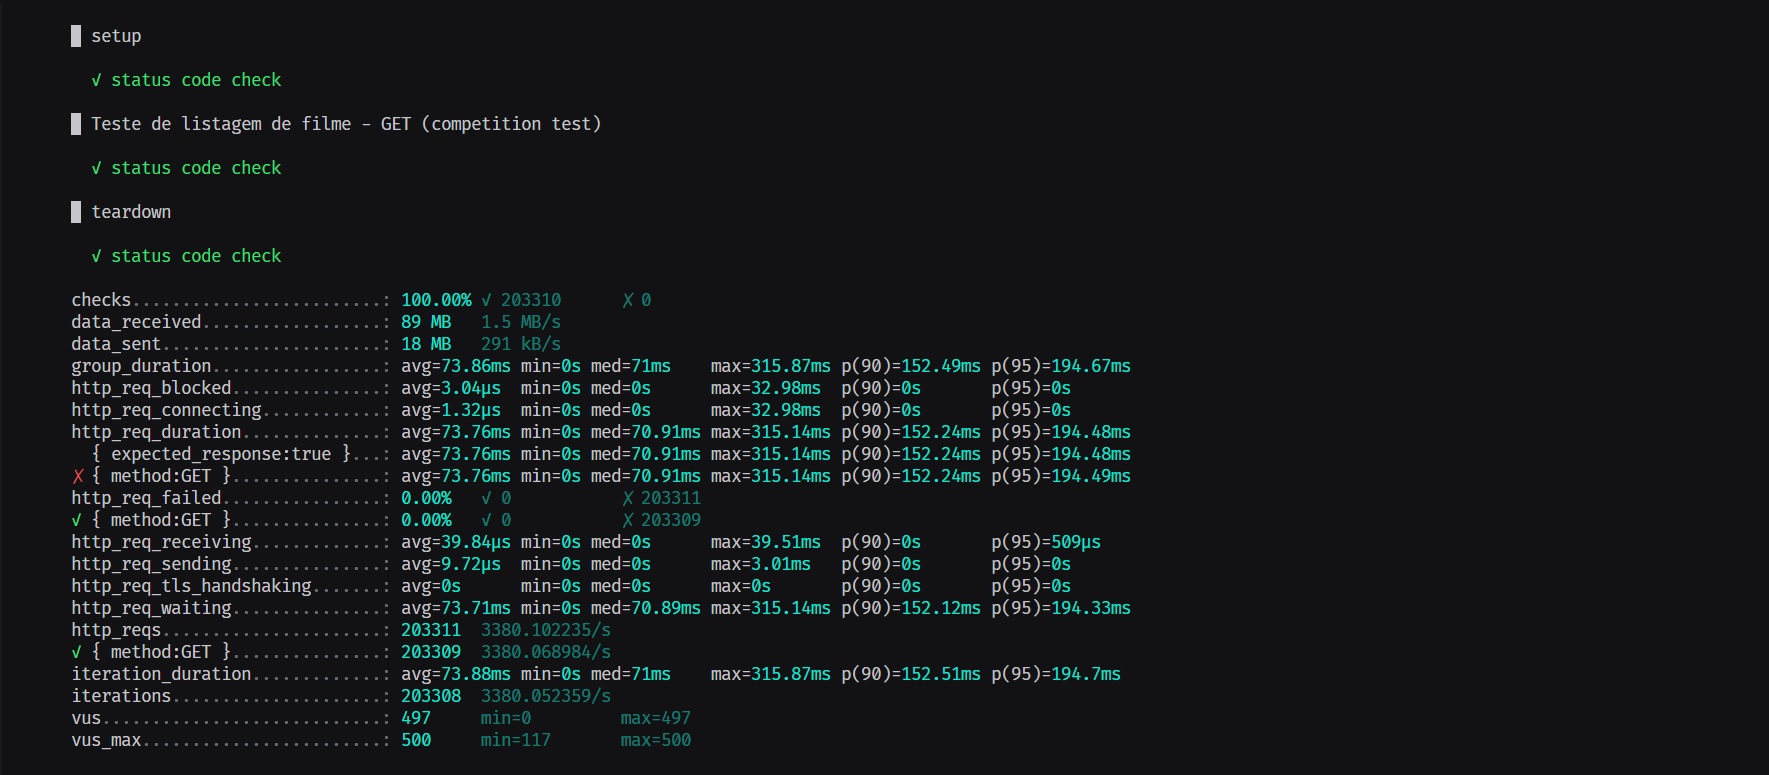 █ setup
√ status code check
█ Teste de listagem de filme - GET (competition test)
√ status code check
█ teardown
√ status code check
checks.........................: 100.00% √ 203310      ✗ 0
data_received..................: 89 MB   1.5 MB/s
data_sent......................: 18 MB   291 kB/s
group_duration.................: avg=73.86ms min=0s med=71ms    max=315.87ms p(90)=152.49ms p(95)=194.67ms
http_req_blocked...............: avg=3.04µs  min=0s med=0s      max=32.98ms  p(90)=0s       p(95)=0s
http_req_connecting............: avg=1.32µs  min=0s med=0s      max=32.98ms  p(90)=0s       p(95)=0s
http_req_duration..............: avg=73.76ms min=0s med=70.91ms max=315.14ms p(90)=152.24ms p(95)=194.48ms
{ expected_response:true }...: avg=73.76ms min=0s med=70.91ms max=315.14ms p(90)=152.24ms p(95)=194.48ms
✗ { method:GET }...............: avg=73.76ms min=0s med=70.91ms max=315.14ms p(90)=152.24ms p(95)=194.49ms
http_req_failed................: 0.00%   √ 0           ✗ 203311
√ { method:GET }...............: 0.00%   √ 0           ✗ 203309
http_req_receiving.............: avg=39.84µs min=0s med=0s      max=39.51ms  p(90)=0s       p(95)=509µs
http_req_sending...............: avg=9.72µs  min=0s med=0s      max=3.01ms   p(90)=0s       p(95)=0s
http_req_tls_handshaking.......: avg=0s      min=0s med=0s      max=0s       p(90)=0s       p(95)=0s
http_req_waiting...............: avg=73.71ms min=0s med=70.89ms max=315.14ms p(90)=152.12ms p(95)=194.33ms
http_reqs......................: 203311  3380.102235/s
√ { method:GET }...............: 203309  3380.068984/s
iteration_duration.............: avg=73.88ms min=0s med=71ms    max=315.87ms p(90)=152.51ms p(95)=194.7ms
iterations.....................: 203308  3380.052359/s
vus............................: 497     min=0         max=497
vus_max........................: 500     min=117       max=500